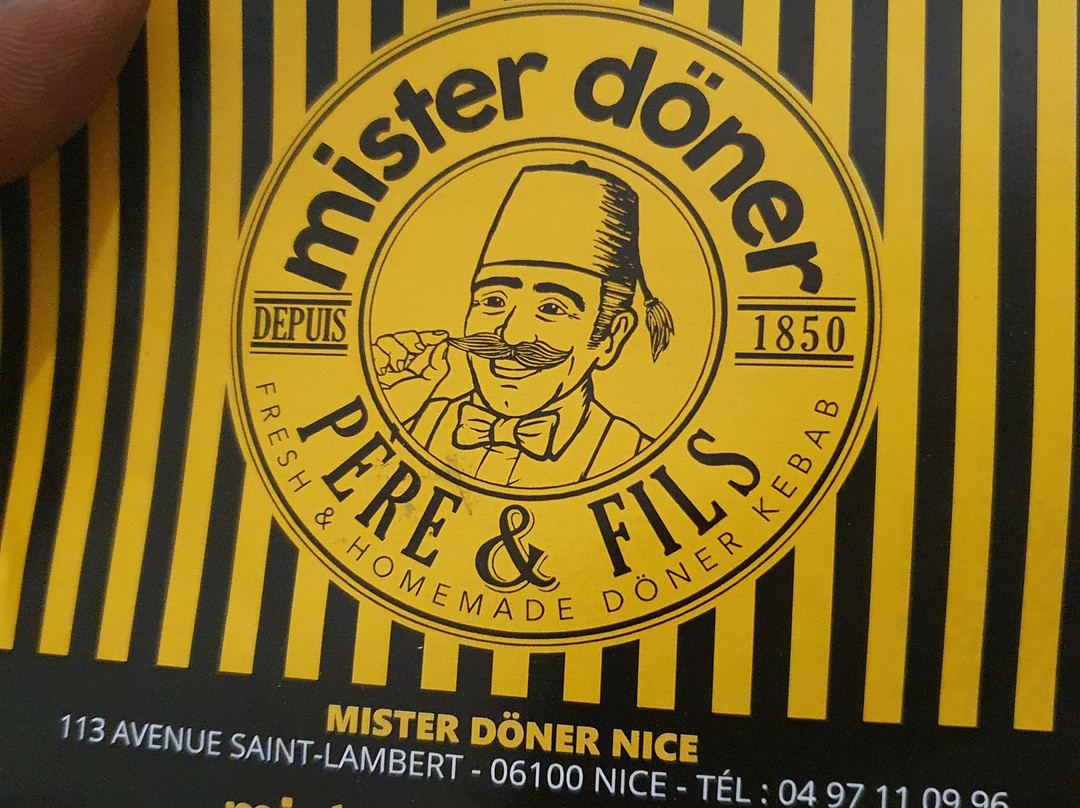 mister döner
DEPUIS
1850
PÈRE & FILS
FRESH & HOMEMADE DÖNER KEBAB
MISTER DÖNER NICE
113 AVENUE SAINT-LAMBERT - 06100 NICE - TÉL : 04 97 11 09 96